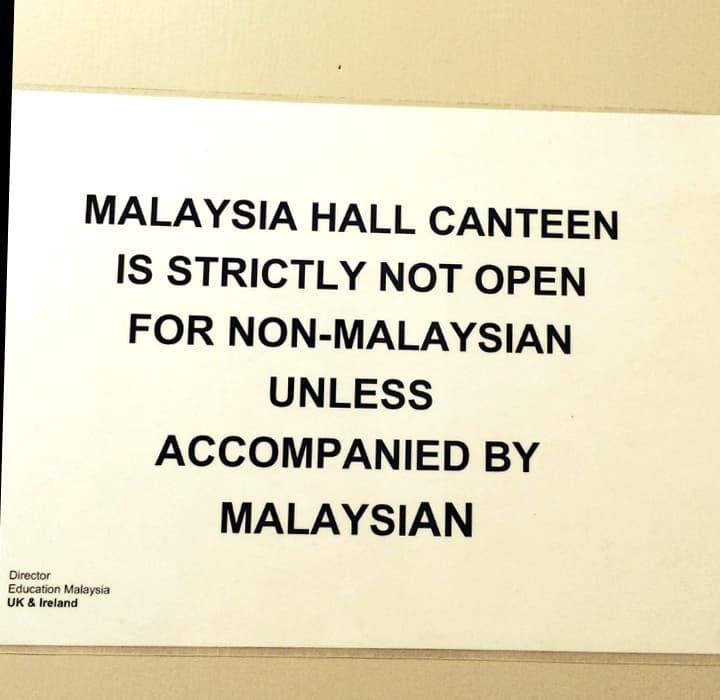 MALAYSIA HALL CANTEEN
IS STRICTLY NOT OPEN
FOR NON-MALAYSIAN
UNLESS
ACCOMPANIED BY
MALAYSIAN
Director
Education Malaysia
UK & Ireland